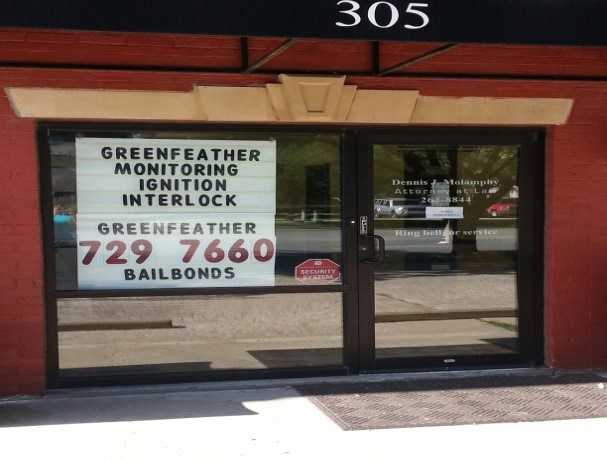 305
GREENFEATHER
MONITORING
IGNITION
INTERLOCK
GREENFEATHER
729 7660
BAILBONDS
SECURITY
SYSTEM
Dennis J. Molamphy
Attorney at Law
Ring bell for service